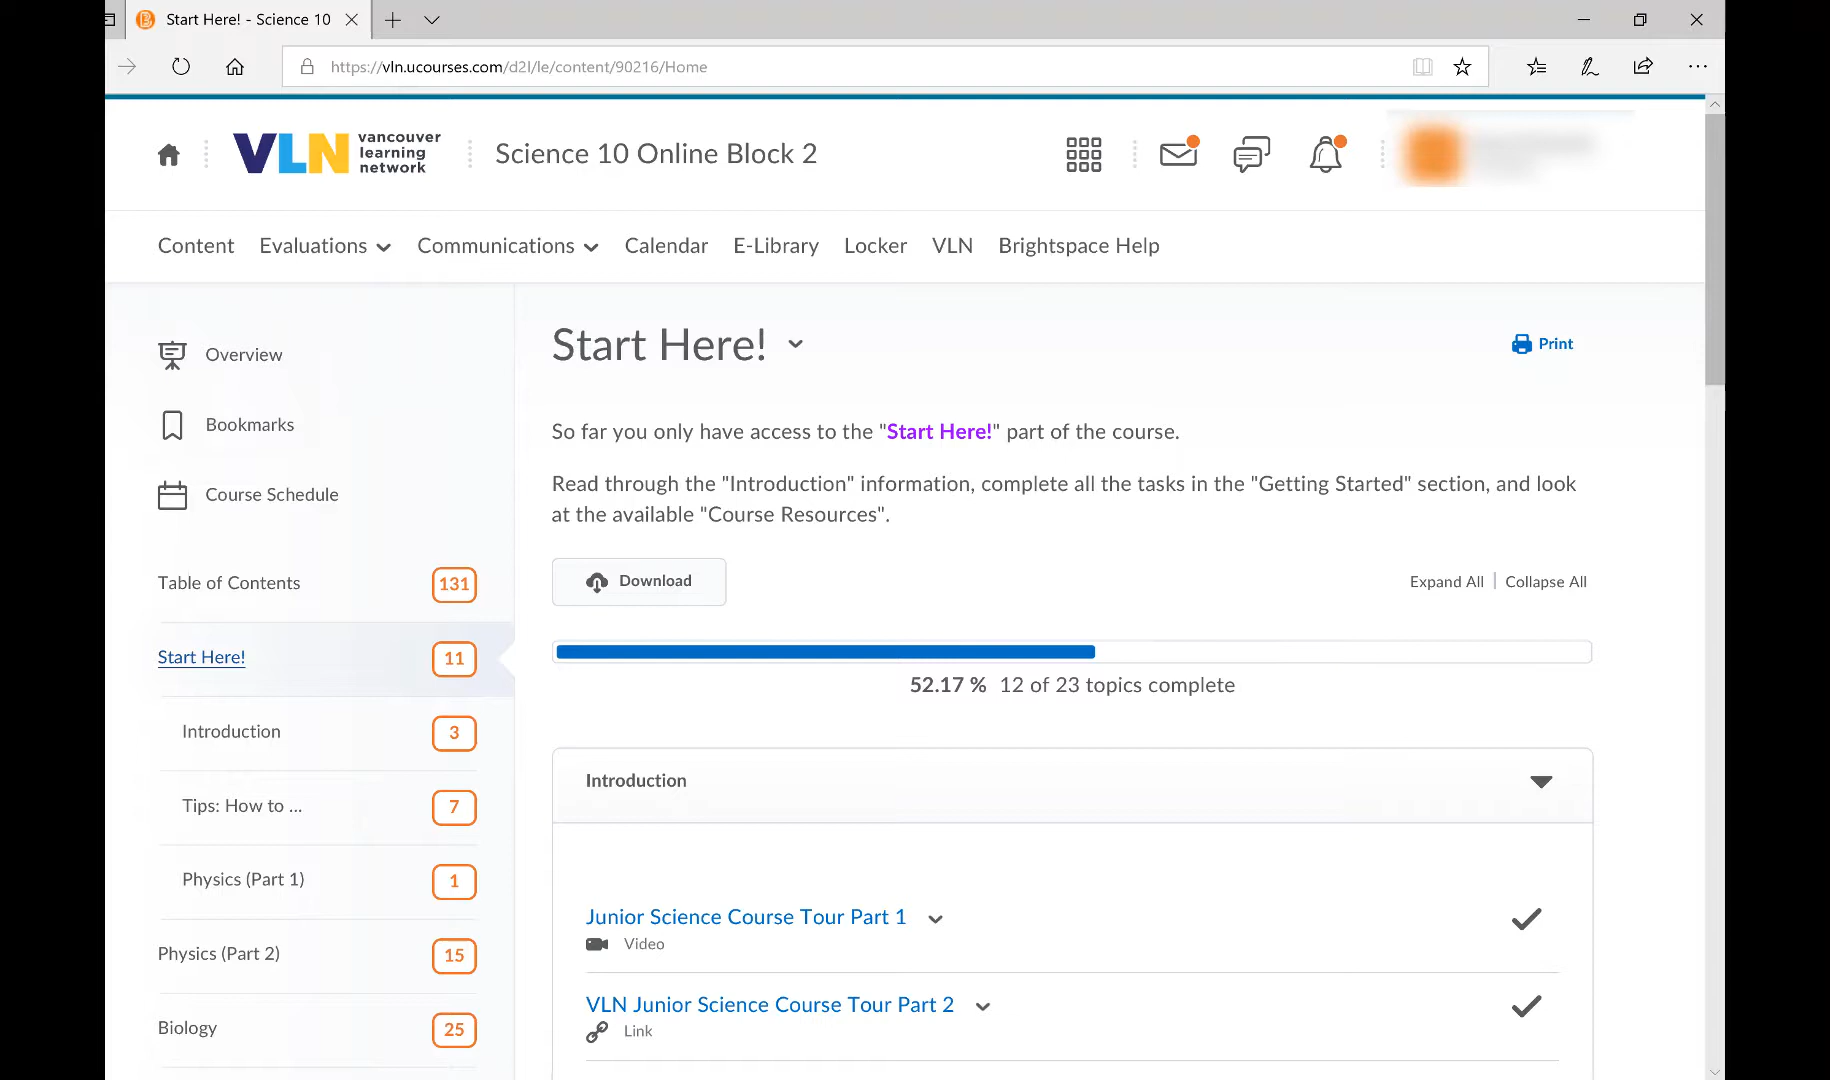 Start Here! - Science 10
https://vln.ucourses.com/d2l/le/content/90216/Home
VLN vancouver learning network
Science 10 Online Block 2
Content Evaluations Communications Calendar E-Library Locker VLN Brightspace Help
Overview
Bookmarks
Course Schedule
Table of Contents 131
Start Here! 11
Introduction 3
Tips: How to ... 7
Physics (Part 1) 1
Physics (Part 2) 15
Biology 25
Start Here!
Print
So far you only have access to the "Start Here!" part of the course.
Read through the "Introduction" information, complete all the tasks in the "Getting Started" section, and look
at the available "Course Resources".
Download
Expand All | Collapse All
52.17 % 12 of 23 topics complete
Introduction
Junior Science Course Tour Part 1
Video
VLN Junior Science Course Tour Part 2
Link